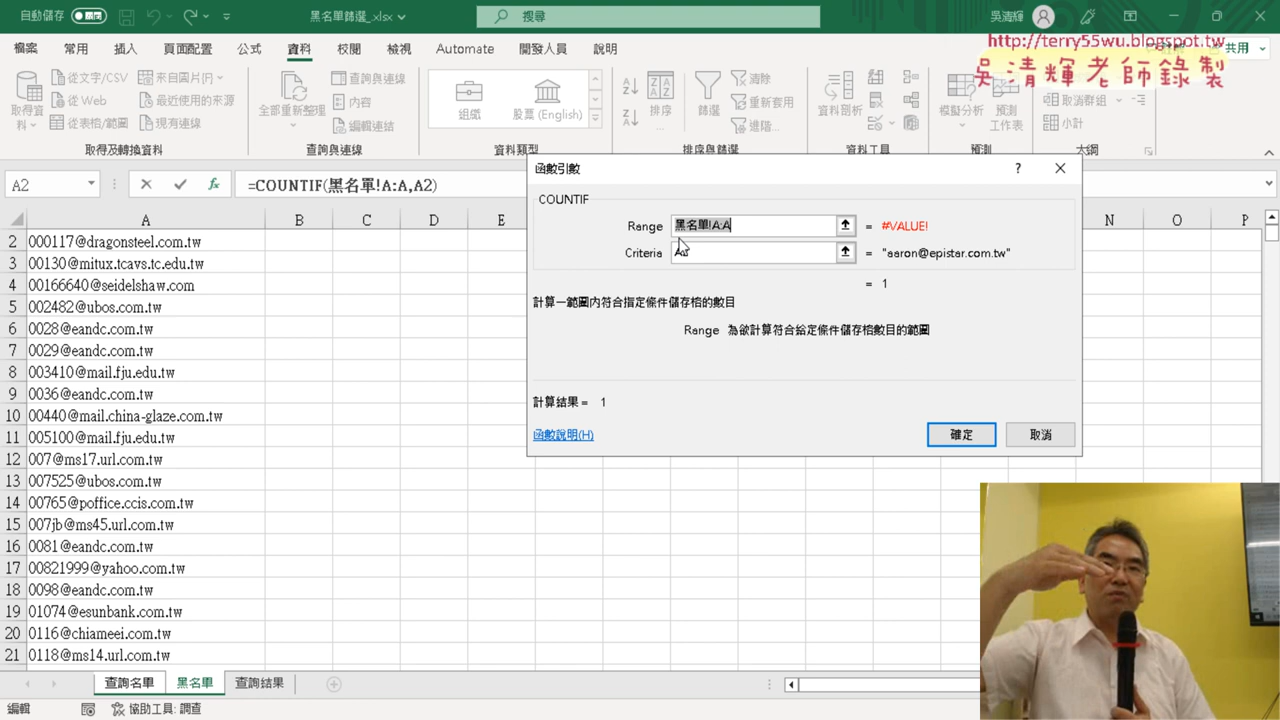 自動儲存
黑名單篩選_.xlsx
搜尋
吳清輝
檔案 常用 插入 頁面配置 公式 資料 校閱 檢視 Automate 開發人員 說明
http://terry55wu.blogspot.tw
共用
吳清輝老師錄製
取得資料
從文字/CSV
從 Web
從表格/範圍
來自圖片
最近使用的來源
現有連線
取得及轉換資料
全部重新整理
查詢與連線
內容
編輯連結
查詢與連線
組織
股票 (English)
資料類型
排序...
篩選
清除
重新套用
進階...
排序與篩選
資料剖析
資料工具
模擬分析
預測工作表
預測
取消群組
小計
大綱
A2
fx
=COUNTIF(黑名單!A:A,A2)
A B C D E N O P
2 000117@dragonsteel.com.tw
3 00130@mitux.tcavs.tc.edu.tw
4 00166640@seidelshaw.com
5 002482@ubos.com.tw
6 0028@eandc.com.tw
7 0029@eandc.com.tw
8 003410@mail.fju.edu.tw
9 0036@eandc.com.tw
10 00440@mail.china-glaze.com.tw
11 005100@mail.fju.edu.tw
12 007@ms17.url.com.tw
13 007525@ubos.com.tw
14 00765@poffice.ccis.com.tw
15 007jb@ms45.url.com.tw
16 0081@eandc.com.tw
17 00821999@yahoo.com.tw
18 0098@eandc.com.tw
19 01074@esunbank.com.tw
20 0116@chiameei.com.tw
21 0118@ms14.url.com.tw
函數引數
? ×
COUNTIF
Range 黑名單!A:A = #VALUE!
Criteria = "aaron@epistar.com.tw"
= 1
計算一範圍內符合指定條件儲存格的數目
Range 為欲計算符合給定條件儲存格數目的範圍
計算結果 = 1
函數說明(H)
確定 取消
查詢名單 黑名單 查詢結果
編輯
協助工具: 調查